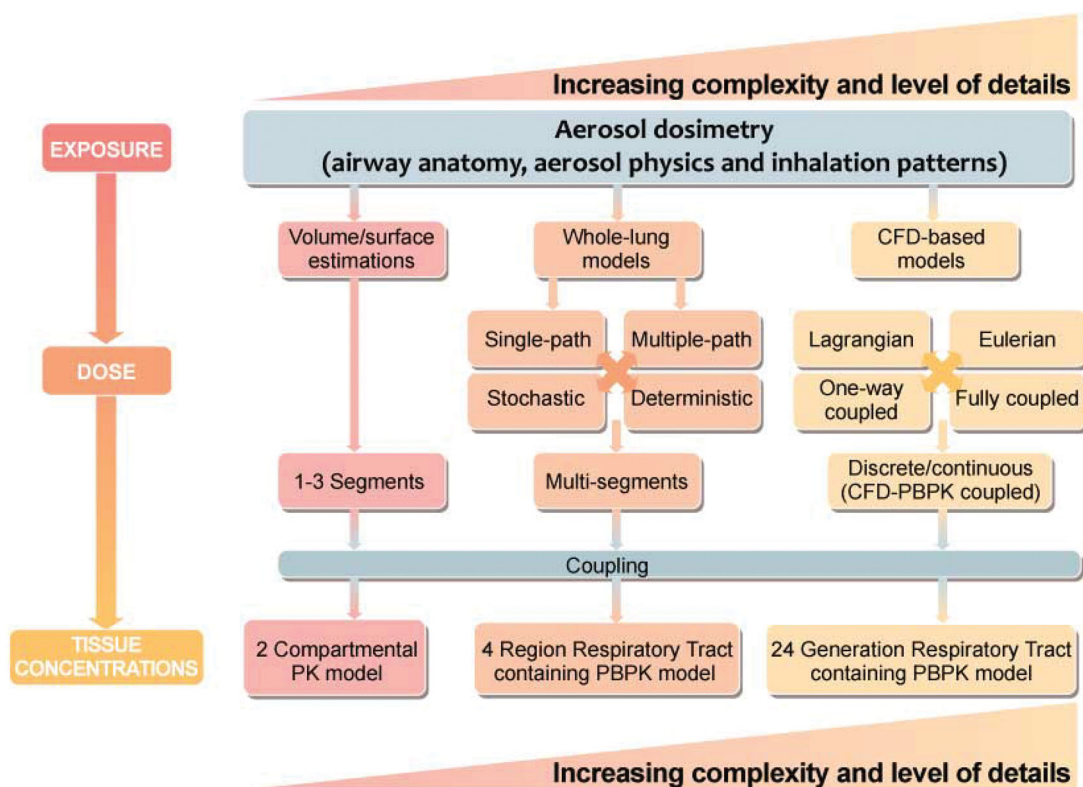 Increasing complexity and level of details
EXPOSURE
Aerosol dosimetry
(airway anatomy, aerosol physics and inhalation patterns)
Volume/surface
estimations
Whole-lung
models
CFD-based
models
DOSE
Single-path
Multiple-path
Stochastic
Deterministic
Lagrangian
Eulerian
One-way
coupled
Fully coupled
1-3 Segments
Multi-segments
Discrete/continuous
(CFD-PBPK coupled)
Coupling
TISSUE
CONCENTRATIONS
2 Compartmental
PK model
4 Region Respiratory Tract
containing PBPK model
24 Generation Respiratory Tract
containing PBPK model
Increasing complexity and level of details